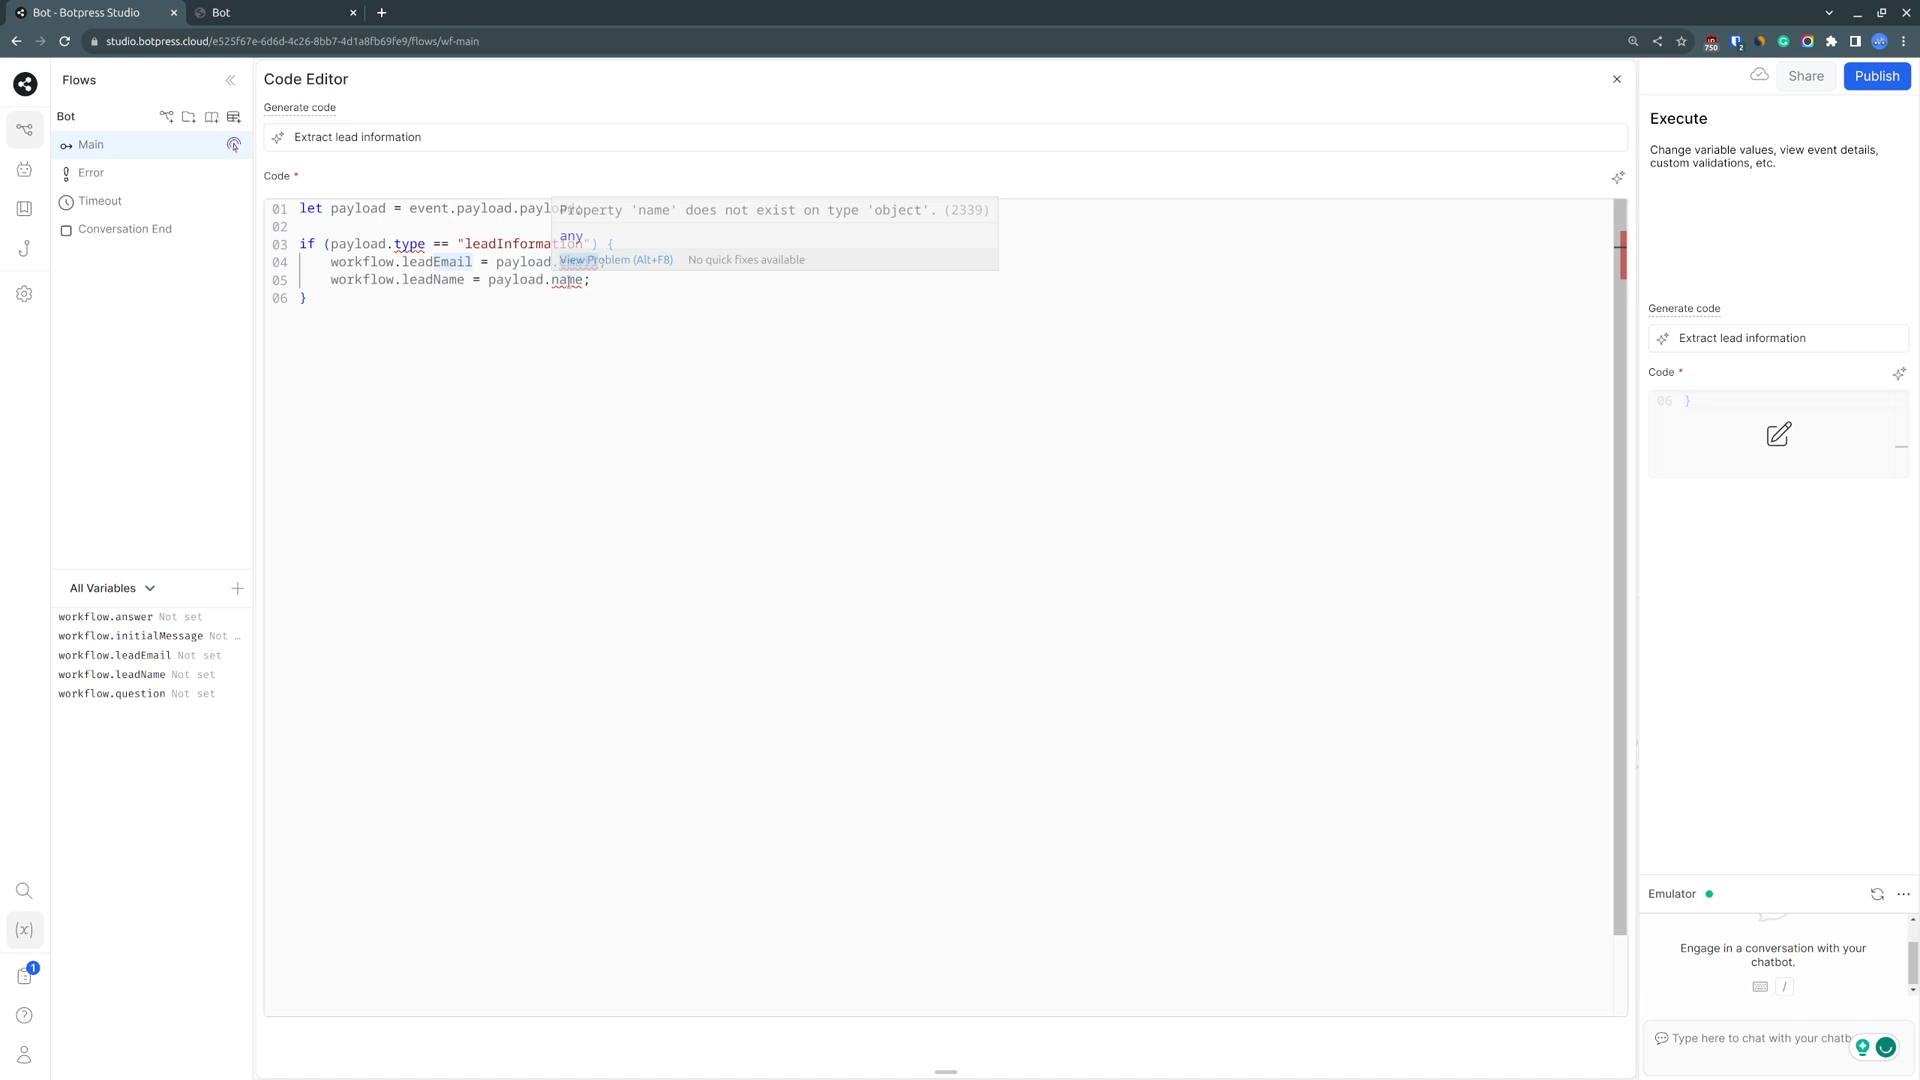 Bot - Botpress Studio
Bot
studio.botpress.cloud/e525f67e-6d6d-4c26-8bb7-4d1a8fb69fe9/flows/wf-main
750
2
Flows
Code Editor
Share
Publish
Generate code
Bot
Extract lead information
Main
Error
Timeout
Conversation End
Code *
01 let payload = event.payload.paylo
Property 'name' does not exist on type 'object'. (2339)
any
View Problem (Alt+F8) No quick fixes available
02
03 if (payload.type == "leadInformation") {
04 workflow.leadEmail = payload.
05 workflow.leadName = payload.name;
06 }
Execute
Change variable values, view event details,
custom validations, etc.
Generate code
Extract lead information
Code *
06 }
All Variables
workflow.answer Not set
workflow.initialMessage Not …
workflow.leadEmail Not set
workflow.leadName Not set
workflow.question Not set
(x)
1
Emulator
Engage in a conversation with your
chatbot.
/
Type here to chat with your chatb